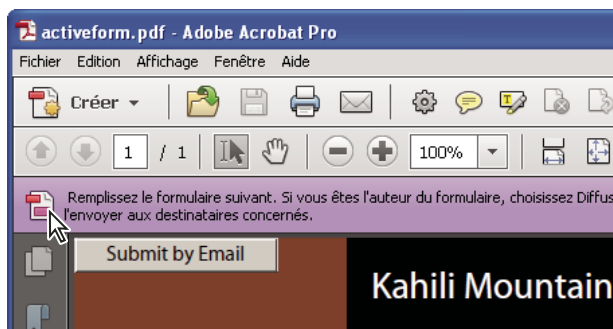 activeform.pdf - Adobe Acrobat Pro
Fichier Edition Affichage Fenêtre Aide
Créer
1 / 1 100%
Remplissez le formulaire suivant. Si vous êtes l'auteur du formulaire, choisissez Diffus
l'envoyer aux destinataires concernés.
Submit by Email
Kahili Mountain